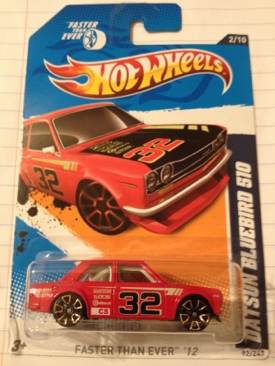 FASTER
THAN
EVER
2/10
HOT WHEELS
32
32
DATSUN BLUEBIRD 510
32
C3
FASTER THAN EVER '12
92/247
3+